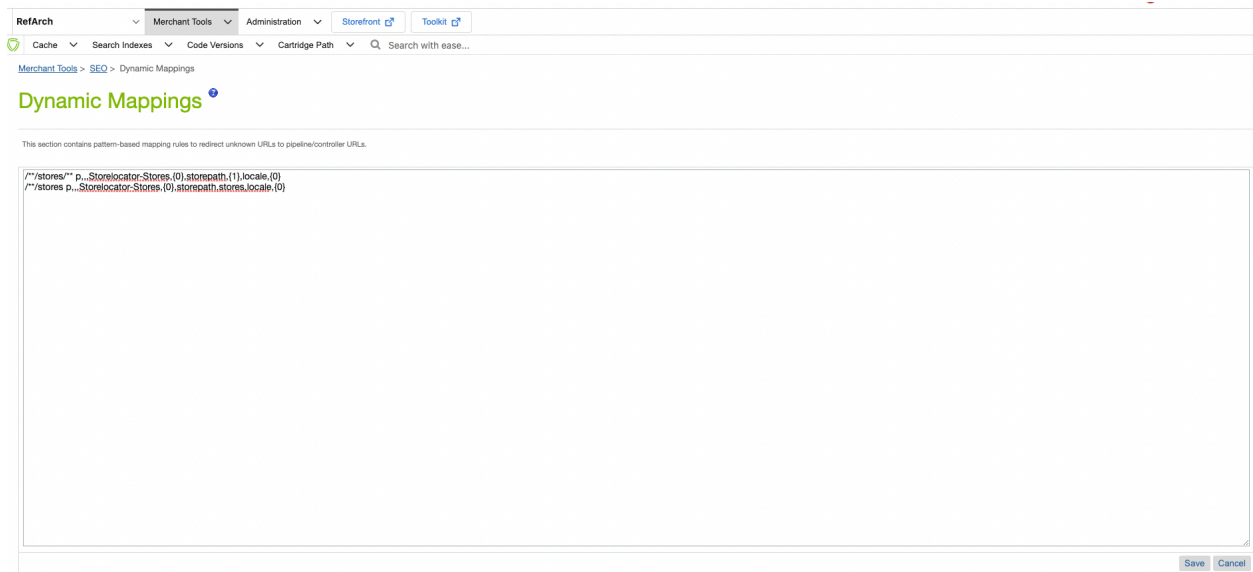 RefArch Merchant Tools Administration Storefront Toolkit
Cache Search Indexes Code Versions Cartridge Path Search with ease...
Merchant Tools > SEO > Dynamic Mappings
Dynamic Mappings ?
This section contains pattern-based mapping rules to redirect unknown URLs to pipeline/controller URLs.
/**/stores/** p,,,Storelocator-Stores,{0},storepath,{1},locale,{0}
/**/stores p,,,Storelocator-Stores,{0},storepath,stores,locale,{0}
Save Cancel